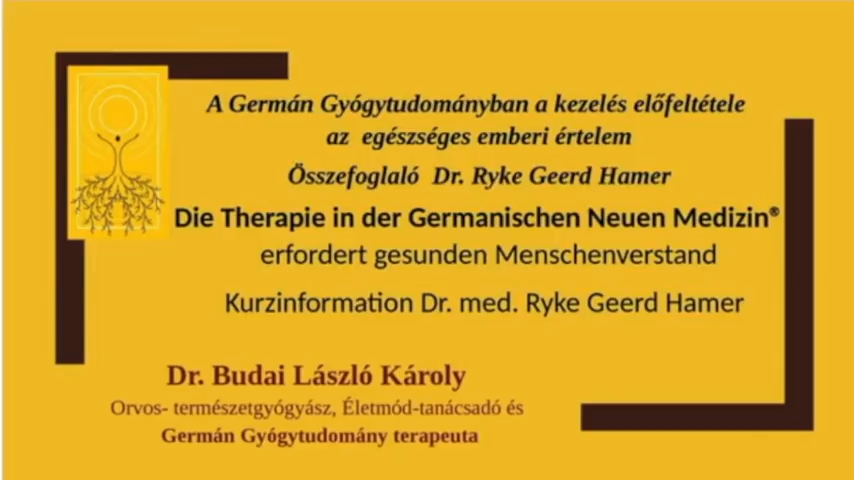 A Germán Gyógytudományban a kezelés előfeltétele
az egészséges emberi értelem
Összefoglaló Dr. Ryke Geerd Hamer
Die Therapie in der Germanischen Neuen Medizin®
erfordert gesunden Menschenverstand
Kurzinformation Dr. med. Ryke Geerd Hamer
Dr. Budai László Károly
Orvos- természetgyógyász, Életmód-tanácsadó és
Germán Gyógytudomány terapeuta